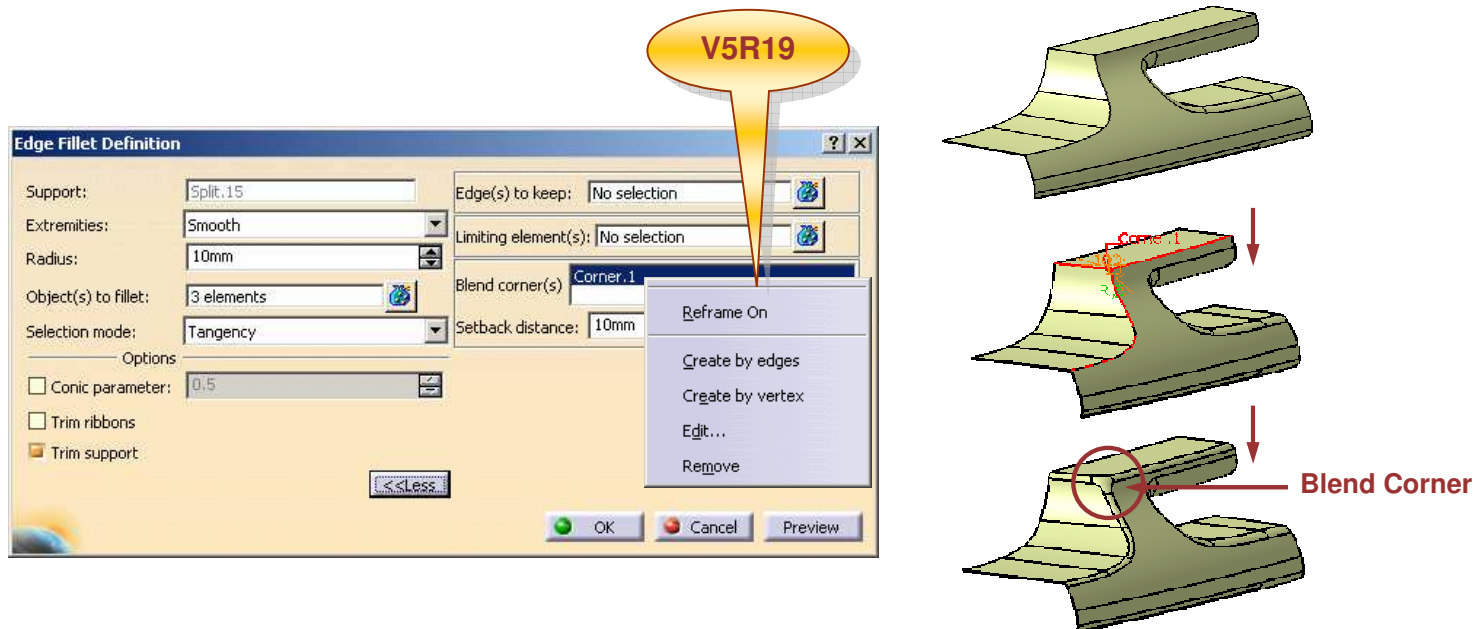 V5R19
Edge Fillet Definition
Support: Split.15
Extremities: Smooth
Radius: 10mm
Object(s) to fillet: 3 elements
Selection mode: Tangency
Options
Conic parameter: 0.5
Trim ribbons
Trim support
<<Less
Edge(s) to keep: No selection
Limiting element(s): No selection
Blend corner(s) Corner.1
Setback distance: 10mm
Reframe On
Create by edges
Create by vertex
Edit...
Remove
OK Cancel Preview
Blend Corner